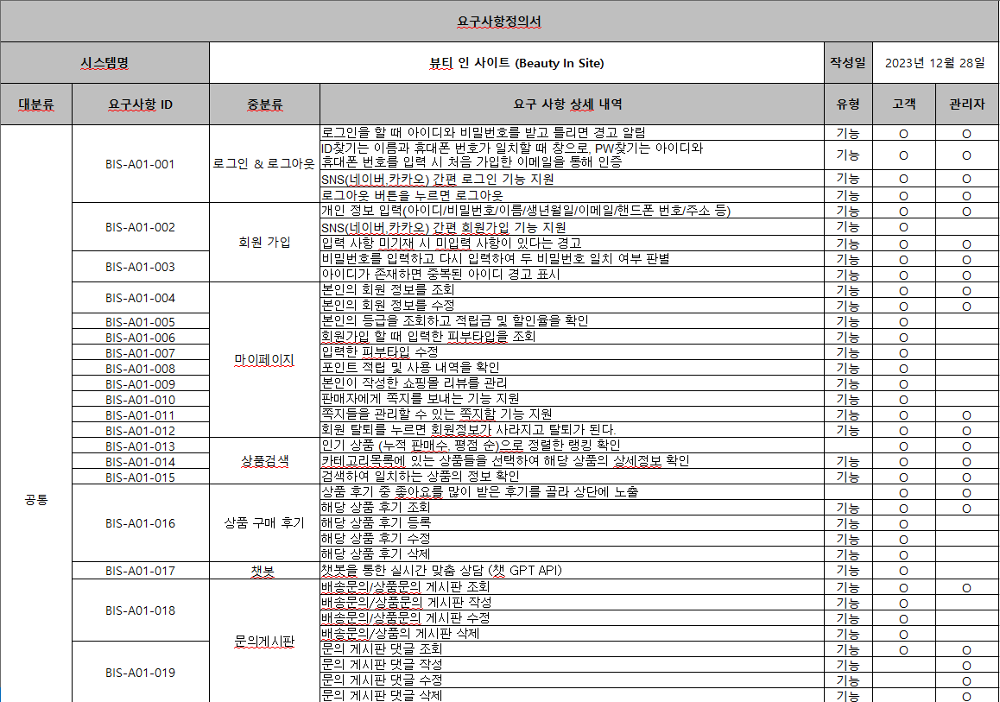 요구사항정의서
시스템명 뷰티 인 사이트 (Beauty In Site) 작성일 2023년 12월 28일
대분류 요구사항 ID 중분류 요구 사항 상세 내역 유형 고객 관리자
공통
BIS-A01-001 로그인 & 로그아웃
로그인을 할 때 아이디와 비밀번호를 받고 틀리면 경고 알림 기능 O O
ID찾기는 이름과 휴대폰 번호가 일치할 때 창으로, PW찾기는 아이디와
휴대폰 번호를 입력 시 처음 가입한 이메일을 통해 인증 기능 O O
SNS(네이버,카카오) 간편 로그인 기능 지원 기능 O O
로그아웃 버튼을 누르면 로그아웃 기능 O O
BIS-A01-002 회원 가입
개인 정보 입력(아이디/비밀번호/이름/생년월일/이메일/핸드폰 번호/주소 등) 기능 O O
SNS(네이버,카카오) 간편 회원가입 기능 지원 기능 O
입력 사항 미기재 시 미입력 사항이 있다는 경고 기능 O O
BIS-A01-003
비밀번호를 입력하고 다시 입력하여 두 비밀번호 일치 여부 판별 기능 O O
아이디가 존재하면 중복된 아이디 경고 표시 기능 O O
BIS-A01-004 마이페이지
본인의 회원 정보를 조회 기능 O O
본인의 회원 정보를 수정 기능 O O
BIS-A01-005 본인의 등급을 조회하고 적립금 및 할인율을 확인 기능 O
BIS-A01-006 회원가입 할 때 입력한 피부타입을 조회 기능 O
BIS-A01-007 입력한 피부타입 수정 기능 O
BIS-A01-008 포인트 적립 및 사용 내역을 확인 기능 O
BIS-A01-009 본인이 작성한 쇼핑몰 리뷰를 관리 기능 O
BIS-A01-010 판매자에게 쪽지를 보내는 기능 지원 기능 O
BIS-A01-011 쪽지들을 관리할 수 있는 쪽지함 기능 지원 기능 O O
BIS-A01-012 회원 탈퇴를 누르면 회원정보가 사라지고 탈퇴가 된다. 기능 O O
BIS-A01-013 상품검색 인기 상품 (누적 판매수, 평점 순)으로 정렬한 랭킹 확인 O O
BIS-A01-014 카테고리목록에 있는 상품들을 선택하여 해당 상품의 상세정보 확인 기능 O O
BIS-A01-015 검색하여 일치하는 상품의 정보 확인 기능 O O
BIS-A01-016 상품 구매 후기
상품 후기 중 좋아요를 많이 받은 후기를 골라 상단에 노출 O O
해당 상품 후기 조회 기능 O O
해당 상품 후기 등록 기능 O
해당 상품 후기 수정 기능 O
해당 상품 후기 삭제 기능 O
BIS-A01-017 챗봇 챗봇을 통한 실시간 맞춤 상담 (챗 GPT API) 기능 O
BIS-A01-018 문의게시판
배송문의/상품문의 게시판 조회 기능 O O
배송문의/상품문의 게시판 작성 기능 O
배송문의/상품문의 게시판 수정 기능 O
배송문의/상품의 게시판 삭제 기능 O
BIS-A01-019
문의 게시판 댓글 조회 기능 O O
문의 게시판 댓글 작성 기능 O
문의 게시판 댓글 수정 기능 O
문의 게시판 댓글 삭제 기능 O